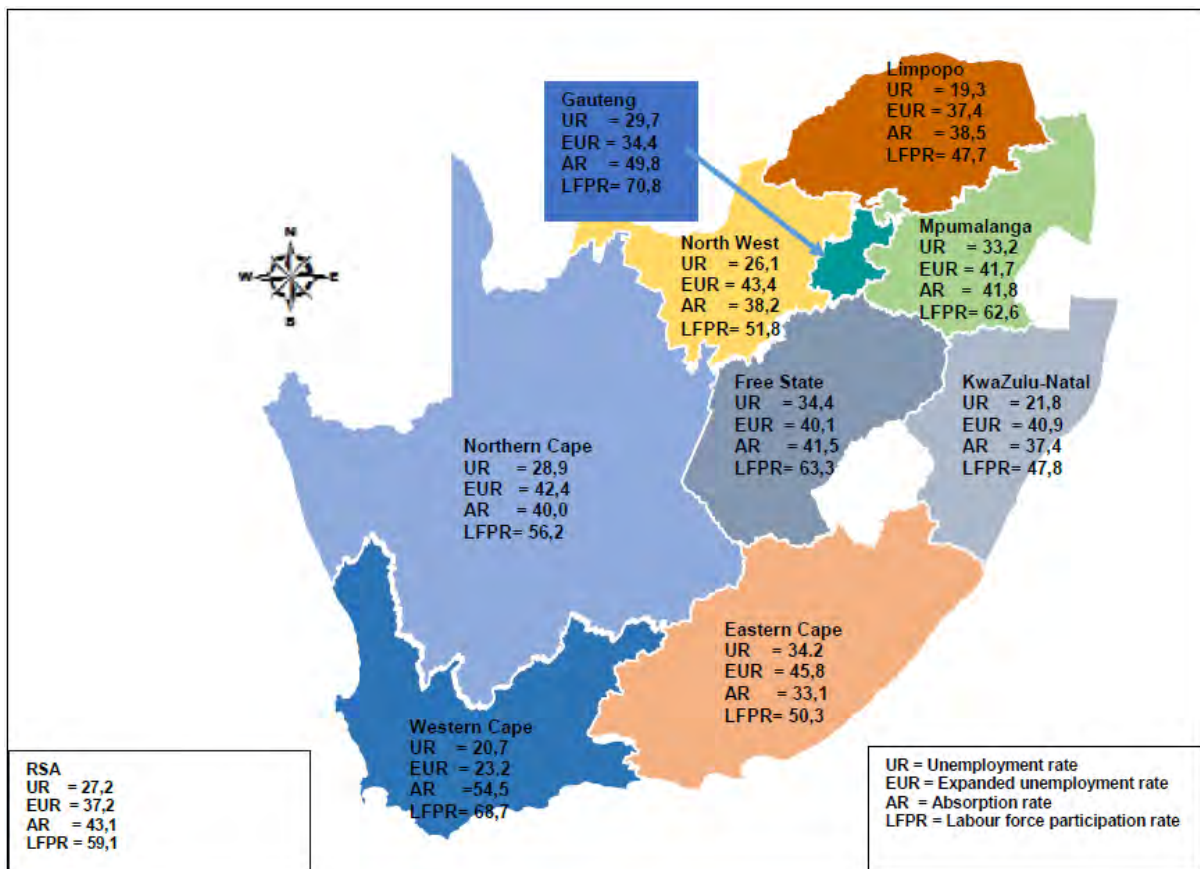 Limpopo
UR = 19,3
EUR = 37,4
AR = 38,5
LFPR= 47,7
Gauteng
UR = 29,7
EUR = 34,4
AR = 49,8
LFPR= 70,8
Mpumalanga
UR = 33,2
EUR = 41,7
AR = 41,8
LFPR= 62,6
North West
UR = 26,1
EUR = 43,4
AR = 38,2
LFPR= 51,8
N
W E
S
Free State
UR = 34,4
EUR = 40,1
AR = 41,5
LFPR= 63,3
KwaZulu-Natal
UR = 21,8
EUR = 40,9
AR = 37,4
LFPR= 47,8
Northern Cape
UR = 28,9
EUR = 42,4
AR = 40,0
LFPR= 56,2
Eastern Cape
UR = 34.2
EUR = 45,8
AR = 33,1
LFPR= 50,3
Western Cape
UR = 20,7
EUR = 23,2
AR =54,5
LFPR= 68,7
RSA
UR = 27,2
EUR = 37,2
AR = 43,1
LFPR = 59,1
UR = Unemployment rate
EUR = Expanded unemployment rate
AR = Absorption rate
LFPR = Labour force participation rate